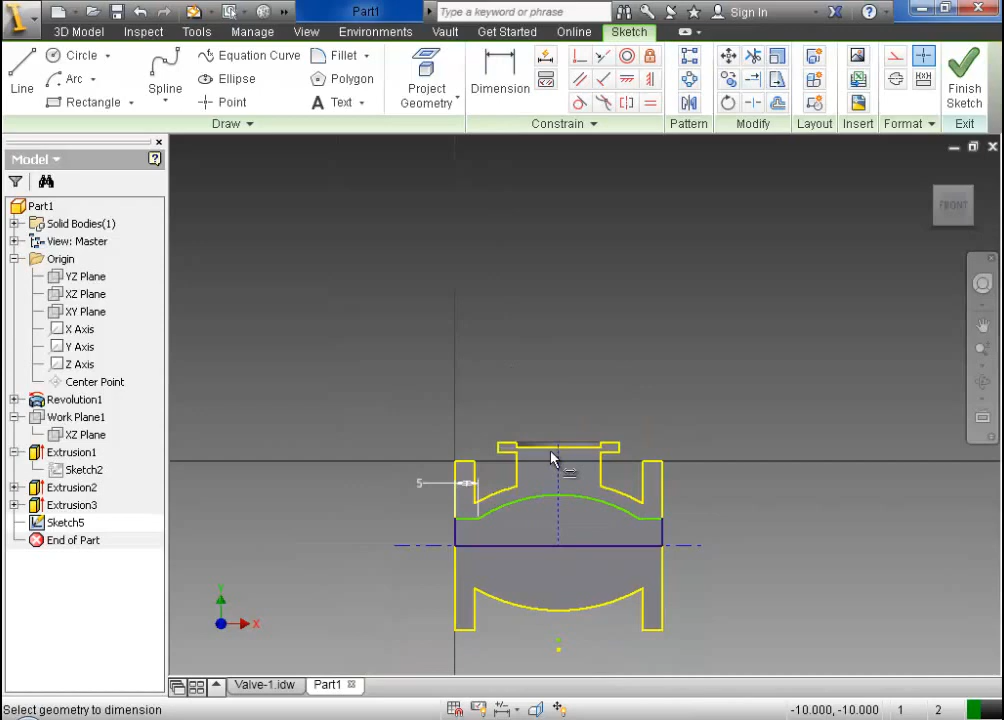 Part1
Type a keyword or phrase
Sign In
3D Model Inspect Tools Manage View Environments Vault Get Started Online Sketch
Line
Circle
Arc
Rectangle
Spline
Equation Curve
Ellipse
Point
Fillet
Polygon
Text
Project
Geometry
Dimension
Finish
Sketch
Draw
Constrain
Pattern
Modify
Layout
Insert
Format
Exit
Model
Part1
Solid Bodies(1)
View: Master
Origin
YZ Plane
XZ Plane
XY Plane
X Axis
Y Axis
Z Axis
Center Point
Revolution1
Work Plane1
XZ Plane
Extrusion1
Sketch2
Extrusion2
Extrusion3
Sketch5
End of Part
FRONT
5
Y
X
Valve-1.idw
Part1
Select geometry to dimension
-10.000, -10.000
1
2